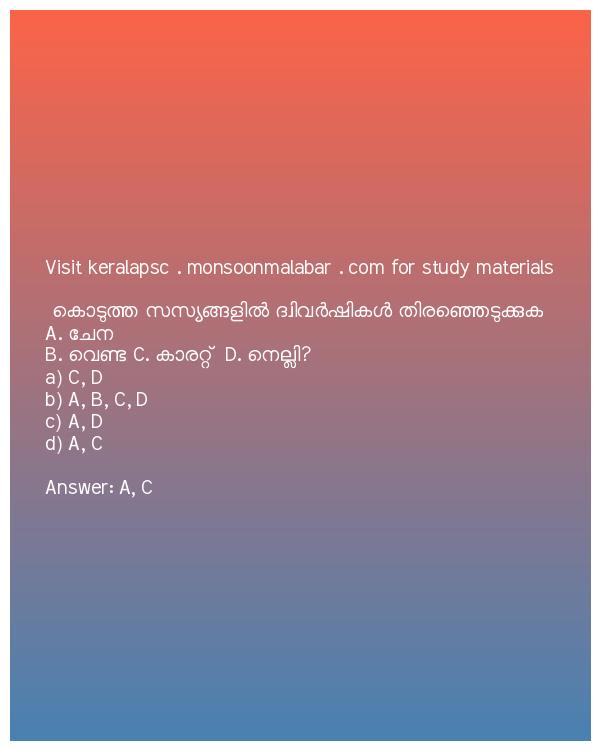 Visit keralapsc . monsoonmalabar . com for study materials
കൊടുത്ത സസ്യങ്ങളിൽ ദ്വിവർഷികൾ തിരഞ്ഞെടുക്കുക
A. ചേന
B. വെണ്ട C. കാരറ്റ് D. നെല്ലി?
a) C, D
b) A, B, C, D
c) A, D
d) A, C
Answer: A, C